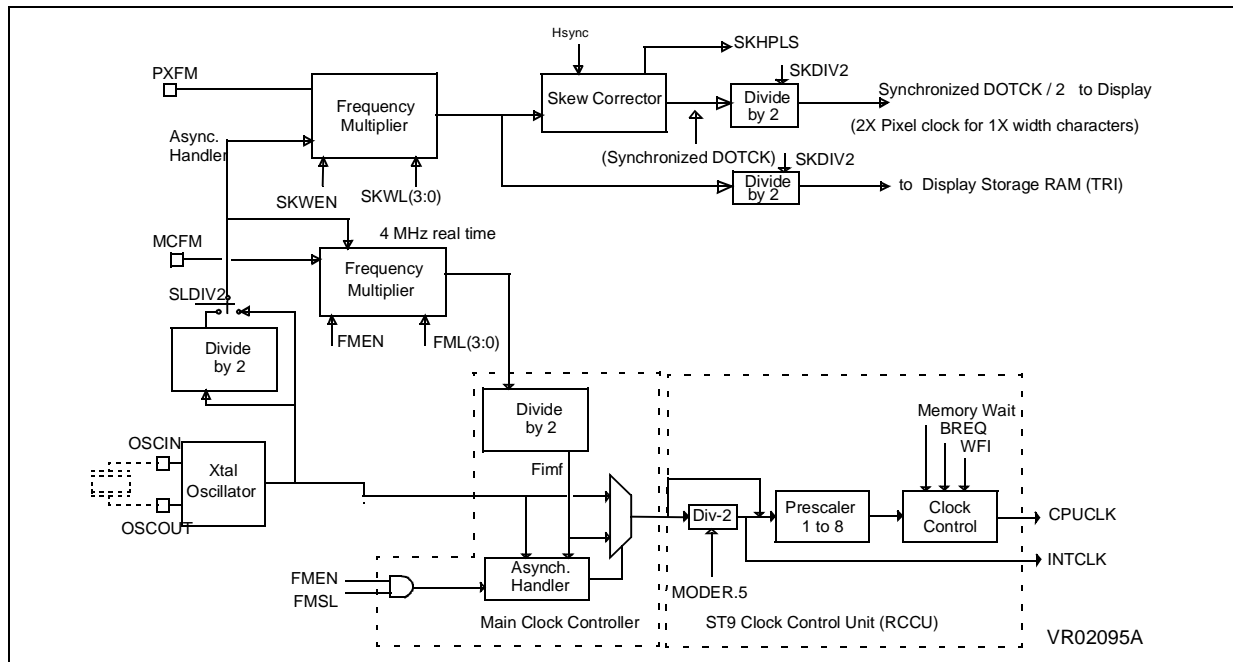 Hsync
SKHPLS
PXFM
SKDIV2
Frequency
Multiplier
Skew Corrector
Divide
by 2
Synchronized DOTCK / 2 to Display
(2X Pixel clock for 1X width characters)
Async.
Handler
(Synchronized DOTCK)
SKDIV2
Divide
by 2
to Display Storage RAM (TRI)
SKWEN
SKWL(3:0)
MCFM
4 MHz real time
Frequency
Multiplier
SLDIV2
FMEN
FML(3:0)
Divide
by 2
Divide
by 2
Memory Wait
BREQ
WFI
OSCIN
Xtal
Oscillator
OSCOUT
Fimf
Div-2
Prescaler
1 to 8
Clock
Control
CPUCLK
INTCLK
FMEN
FMSL
Asynch.
Handler
MODER.5
Main Clock Controller
ST9 Clock Control Unit (RCCU)
VR02095A